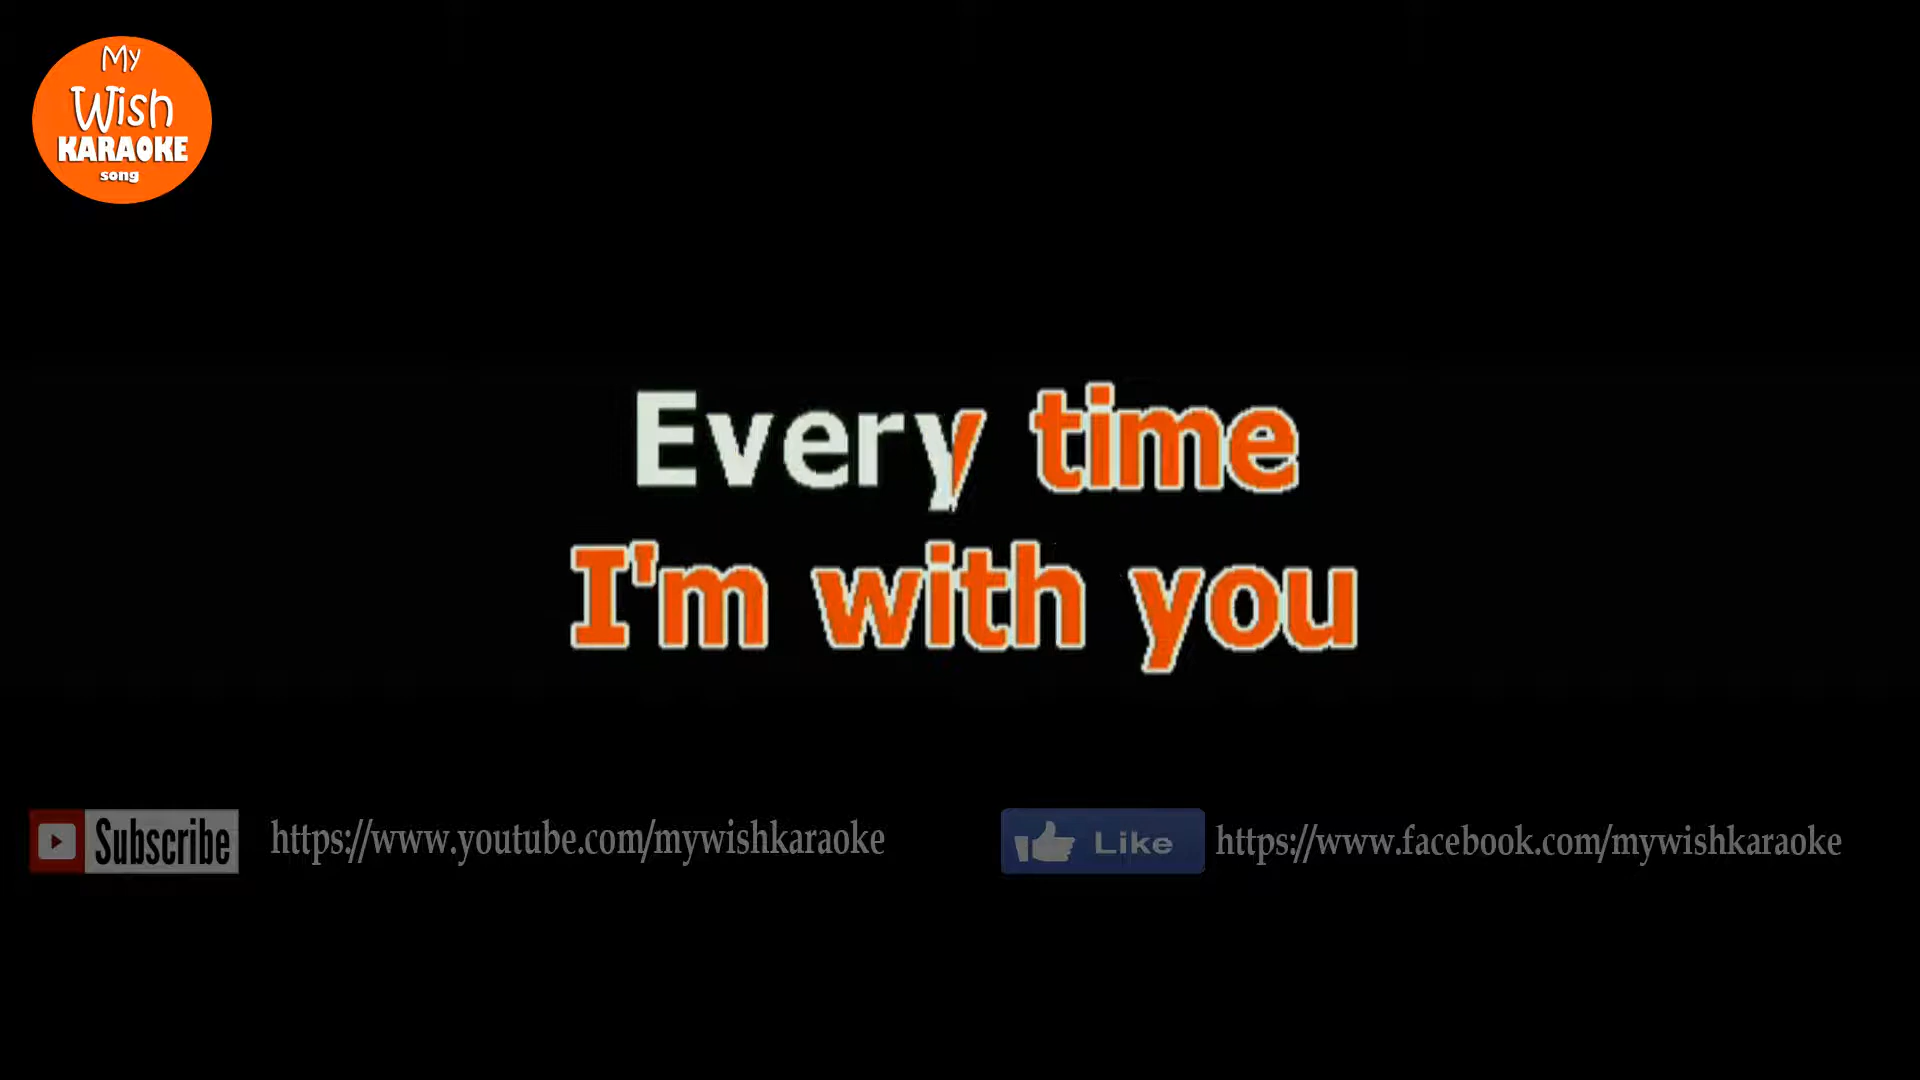 My
Wish
KARAOKE
song
Every time
I'm with you
Subscribe https://www.youtube.com/mywishkaraoke
Like https://www.facebook.com/mywishkaraoke